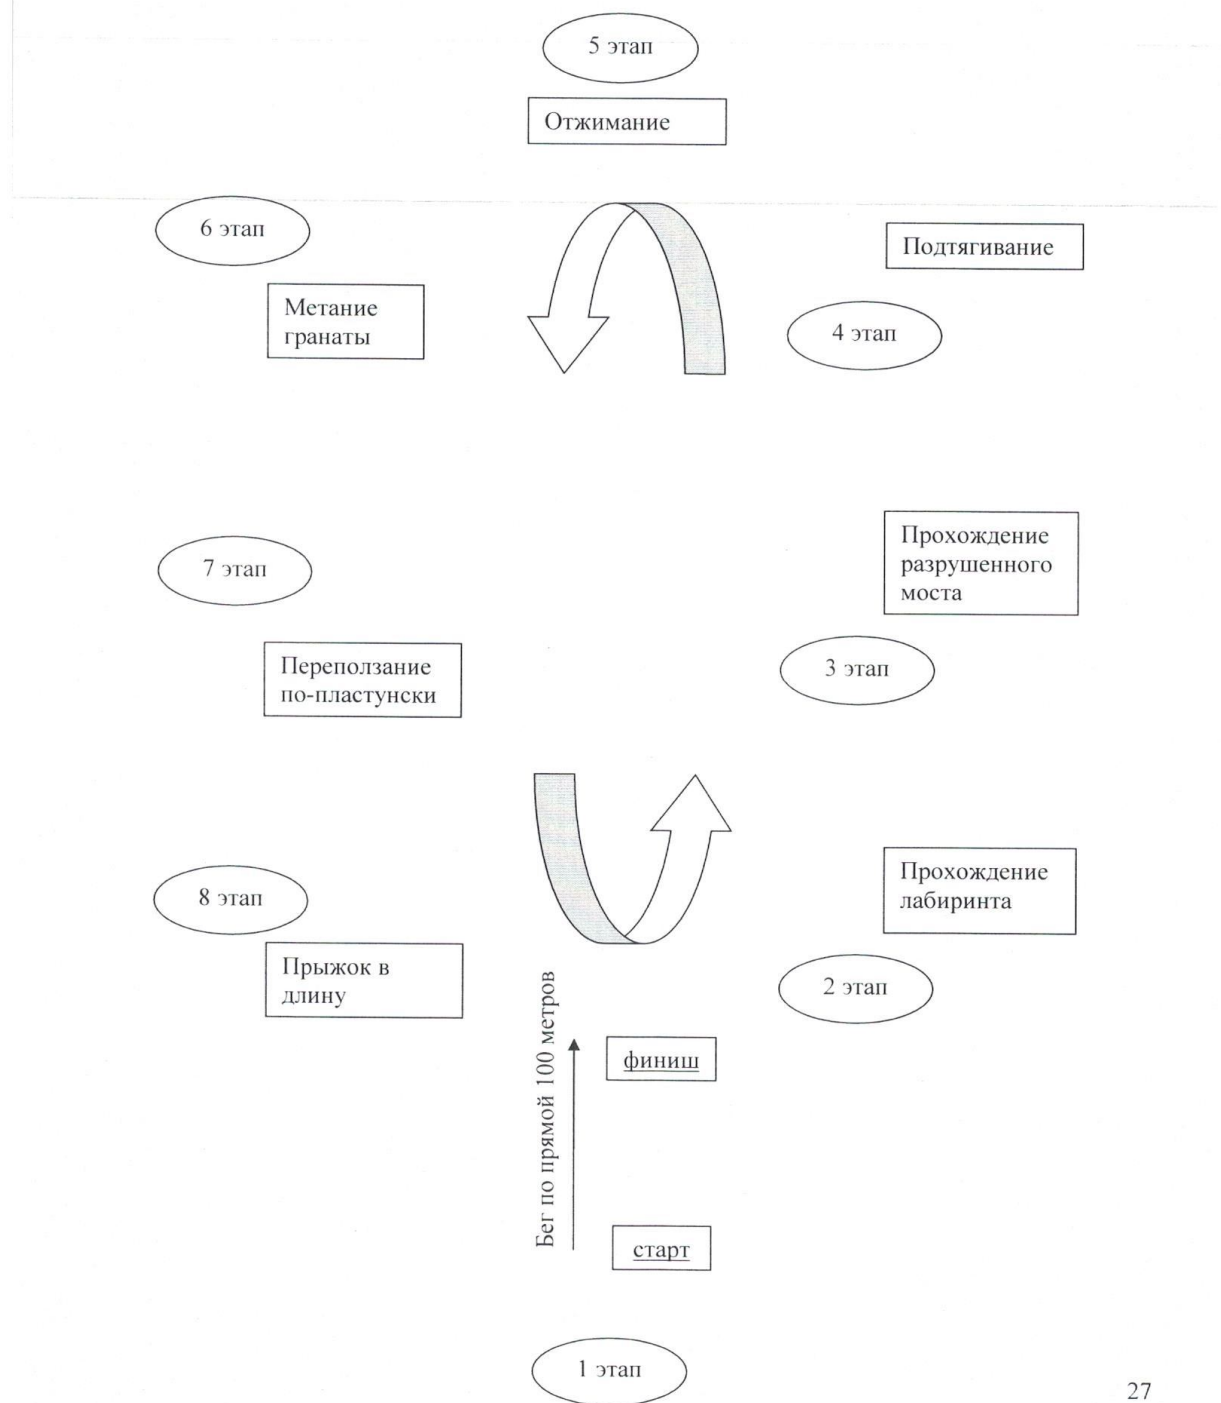 5 этап
Отжимание
6 этап
Метание
гранаты
Подтягивание
4 этап
7 этап
Переползание
по-пластунски
Прохождение
разрушенного
моста
3 этап
8 этап
Прыжок в
длину
Прохождение
лабиринта
2 этап
Бег по прямой 100 метров
финиш
старт
1 этап
27